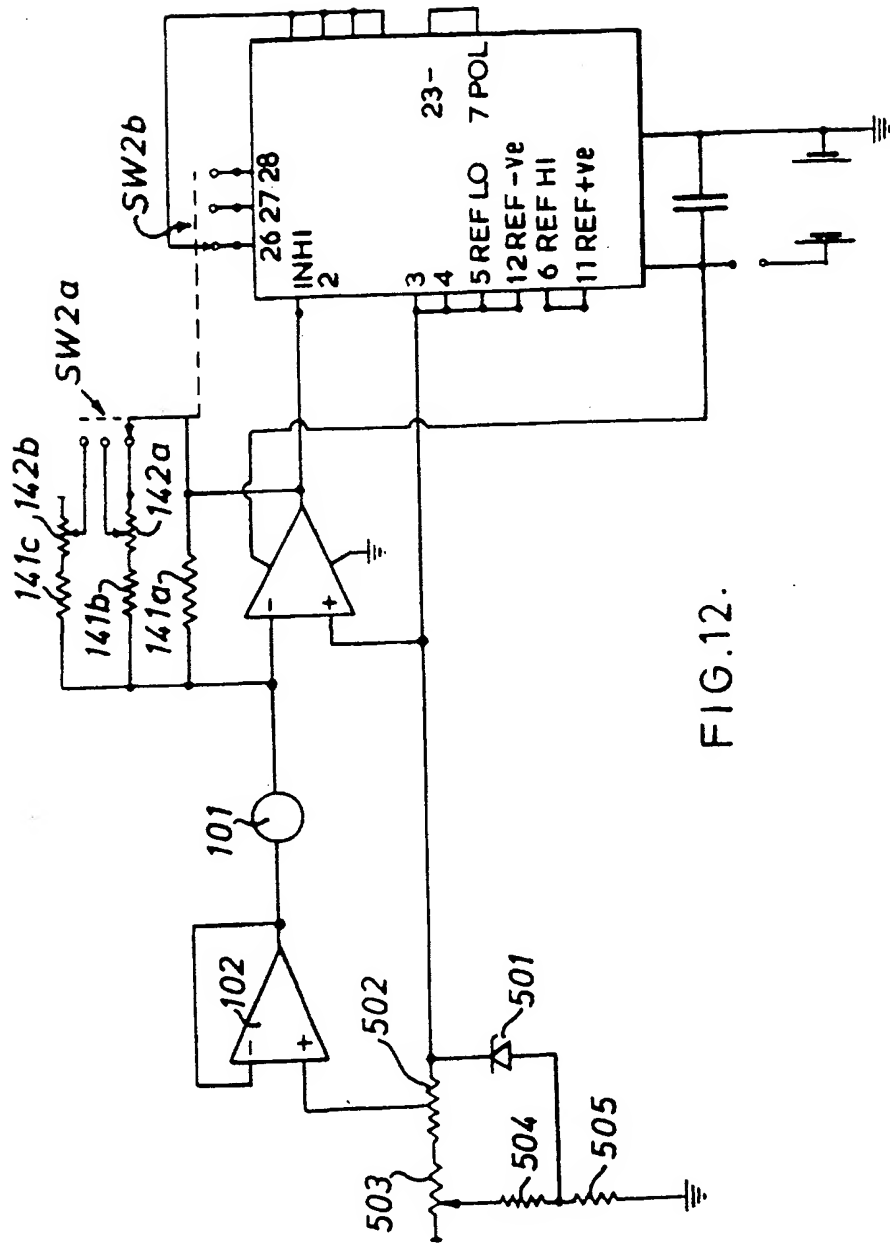 SW2b
SW2a
141c 142b
141b
142a
141a
26 27 28
INHI
2
23-
3
4
7 POL
5 REF LO
12 REF -ve
6 REF HI
11 REF +ve
-
+
101
102
-
+
502
501
503
504
505
FIG.12.